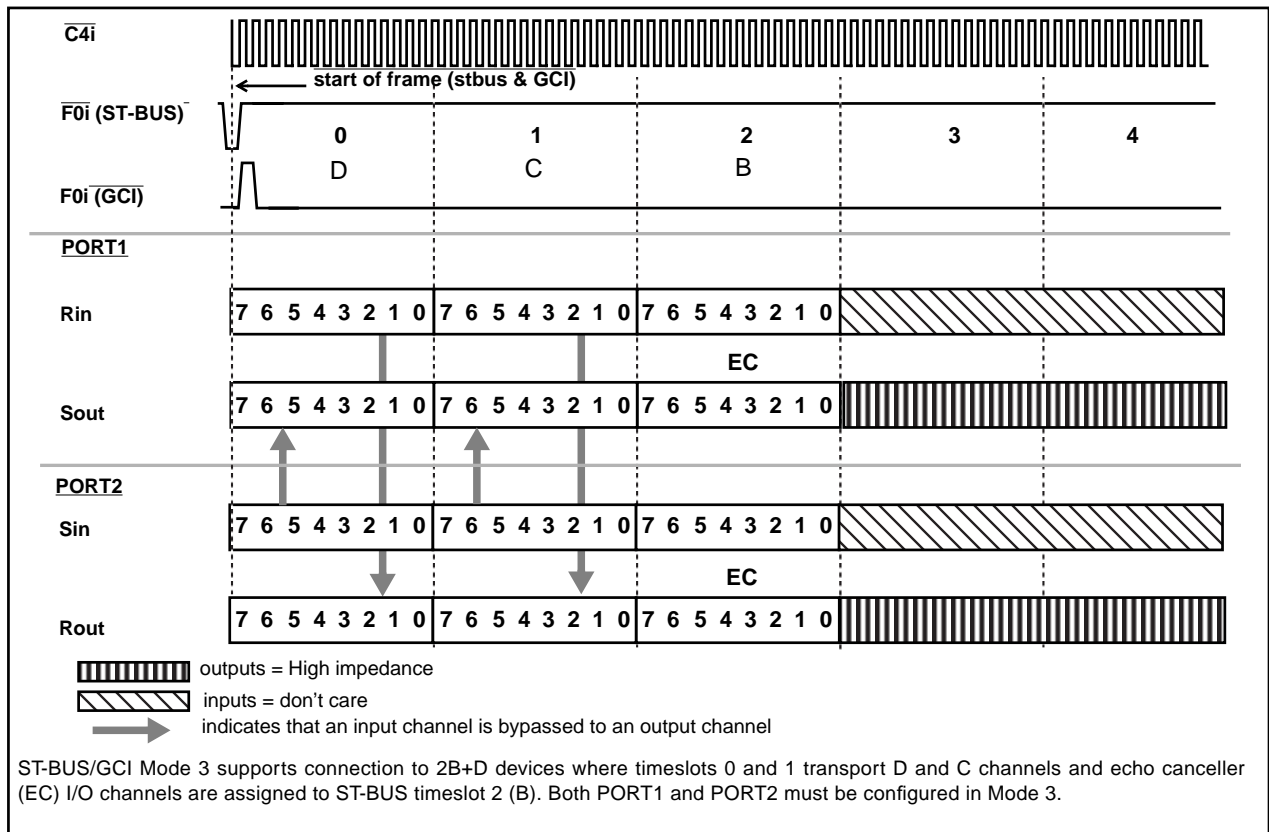 C4i
start of frame (stbus & GCI)
F0i (ST-BUS)
0 1 2 3 4
D C B
F0i (GCI)
PORT1
Rin 7 6 5 4 3 2 1 0 7 6 5 4 3 2 1 0 7 6 5 4 3 2 1 0
EC
Sout 7 6 5 4 3 2 1 0 7 6 5 4 3 2 1 0 7 6 5 4 3 2 1 0
PORT2
Sin 7 6 5 4 3 2 1 0 7 6 5 4 3 2 1 0 7 6 5 4 3 2 1 0
EC
Rout 7 6 5 4 3 2 1 0 7 6 5 4 3 2 1 0 7 6 5 4 3 2 1 0
outputs = High impedance
inputs = don't care
indicates that an input channel is bypassed to an output channel
ST-BUS/GCI Mode 3 supports connection to 2B+D devices where timeslots 0 and 1 transport D and C channels and echo canceller
(EC) I/O channels are assigned to ST-BUS timeslot 2 (B). Both PORT1 and PORT2 must be configured in Mode 3.